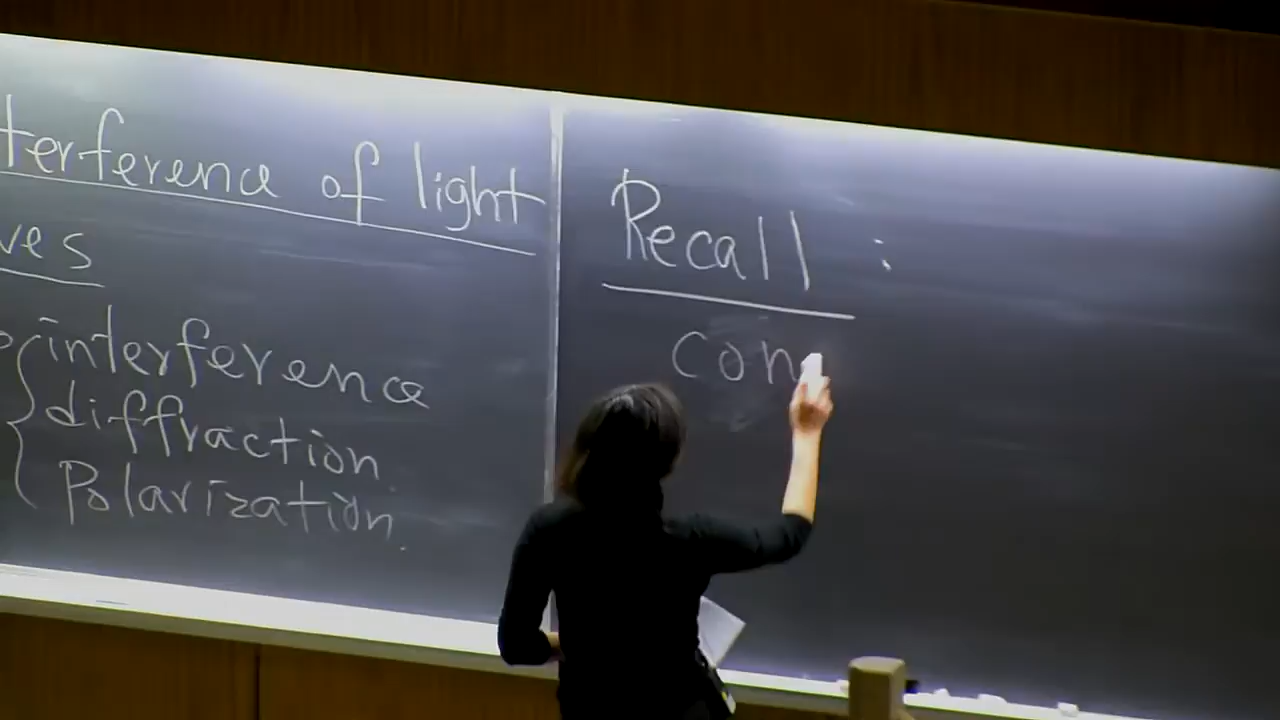 terference of light
ves
interference
diffraction
Polarization.
Recall :
con